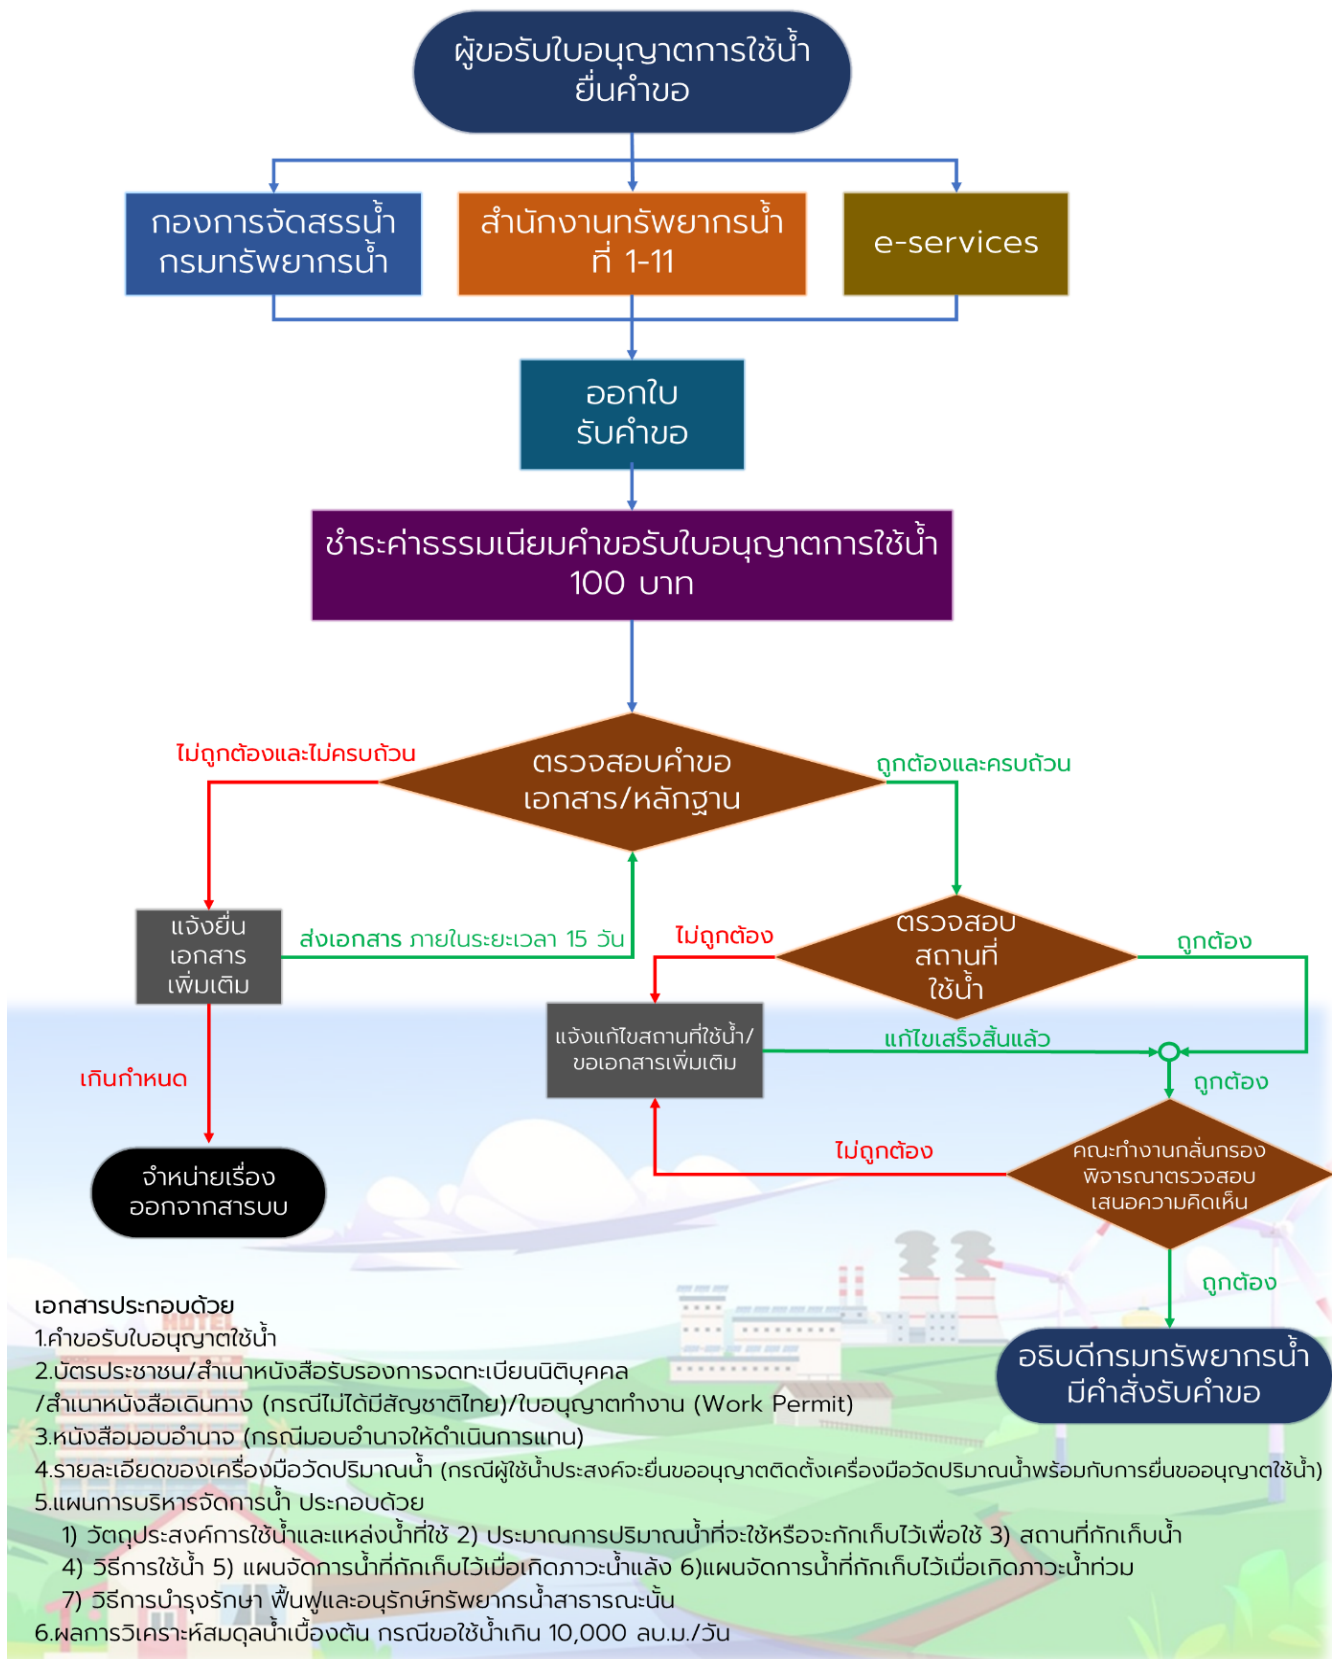 ผู้ขอรับใบอนุญาตการใช้น้ำ
ยื่นคำขอ
กองการจัดสรรน้ำ
กรมทรัพยากรน้ำ
สำนักงานทรัพยากรน้ำ
ที่ 1-11
e-services
ออกใบ
รับคำขอ
ชำระค่าธรรมเนียมคำขอรับใบอนุญาตการใช้น้ำ
100 บาท
ไม่ถูกต้องและไม่ครบถ้วน
ตรวจสอบคำขอ
เอกสาร/หลักฐาน
ถูกต้องและครบถ้วน
แจ้งยื่น
เอกสาร
เพิ่มเติม
ส่งเอกสาร ภายในระยะเวลา 15 วัน
ไม่ถูกต้อง
ตรวจสอบ
สถานที่
ใช้น้ำ
ถูกต้อง
แจ้งแก้ไขสถานที่ใช้น้ำ/
ขอเอกสารเพิ่มเติม
แก้ไขเสร็จสิ้นแล้ว
เกินกำหนด
ถูกต้อง
ไม่ถูกต้อง
คณะทำงานกลั่นกรอง
พิจารณาตรวจสอบ
เสนอความคิดเห็น
จำหน่ายเรื่อง
ออกจากสารบบ
ถูกต้อง
อธิบดีกรมทรัพยากรน้ำ
มีคำสั่งรับคำขอ
HOTEL
เอกสารประกอบด้วย
1.คำขอรับใบอนุญาตใช้น้ำ
2.บัตรประชาชน/สำเนาหนังสือรับรองการจดทะเบียนนิติบุคคล
/สำเนาหนังสือเดินทาง (กรณีไม่ได้มีสัญชาติไทย)/ใบอนุญาตทำงาน (Work Permit)
3.หนังสือมอบอำนาจ (กรณีมอบอำนาจให้ดำเนินการแทน)
4.รายละเอียดของเครื่องมือวัดปริมาณน้ำ (กรณีผู้ใช้น้ำประสงค์จะยื่นขออนุญาตติดตั้งเครื่องมือวัดปริมาณน้ำพร้อมกับการยื่นขออนุญาตใช้น้ำ)
5.แผนการบริหารจัดการน้ำ ประกอบด้วย
1) วัตถุประสงค์การใช้น้ำและแหล่งน้ำที่ใช้ 2) ประมาณการปริมาณน้ำที่จะใช้หรือจะกักเก็บไว้เพื่อใช้ 3) สถานที่กักเก็บน้ำ
4) วิธีการใช้น้ำ 5) แผนจัดการน้ำที่กักเก็บไว้เมื่อเกิดภาวะน้ำแล้ง 6)แผนจัดการน้ำที่กักเก็บไว้เมื่อเกิดภาวะน้ำท่วม
7) วิธีการบำรุงรักษา ฟื้นฟูและอนุรักษ์ทรัพยากรน้ำสาธารณะนั้น
6.ผลการวิเคราะห์สมดุลน้ำเบื้องต้น กรณีขอใช้น้ำเกิน 10,000 ลบ.ม./วัน